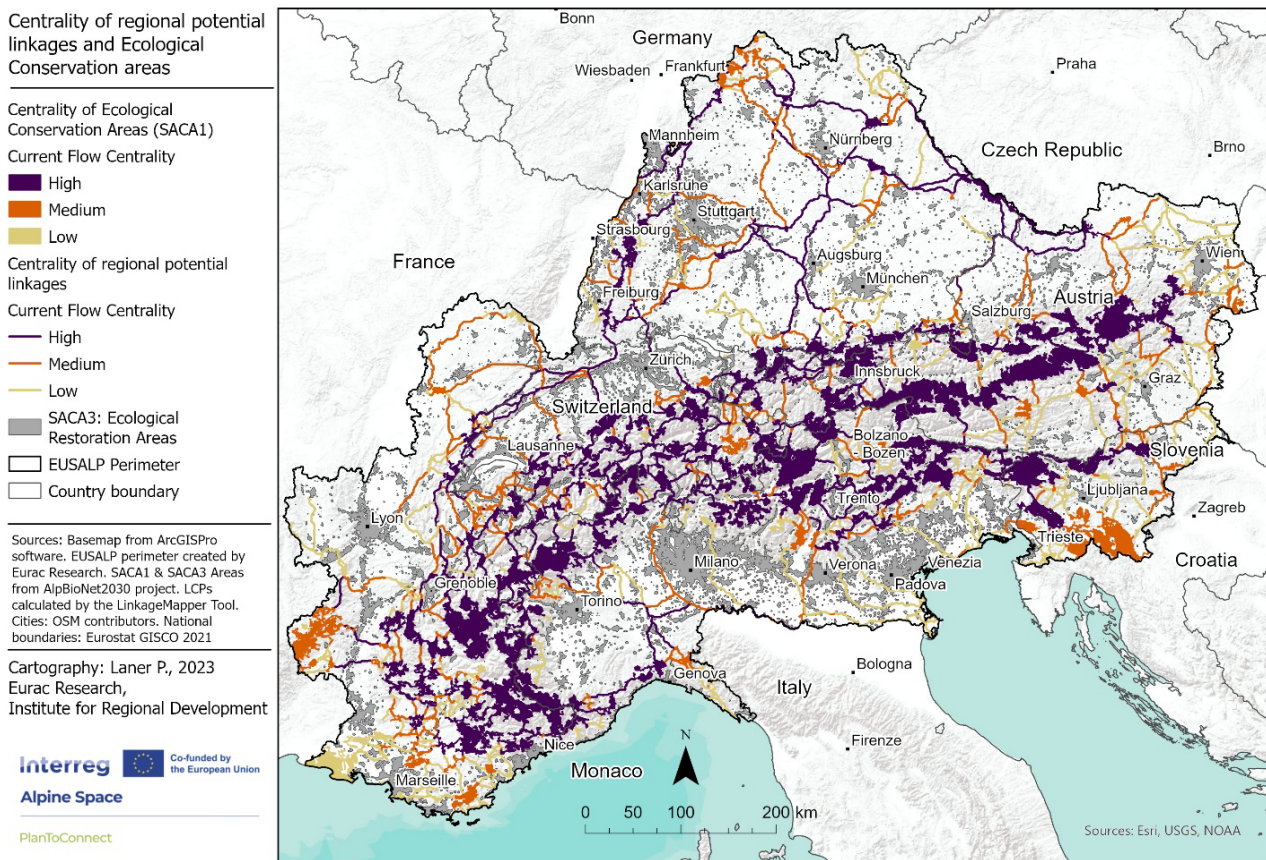 Centrality of regional potential
linkages and Ecological
Conservation areas
Centrality of Ecological
Conservation Areas (SACA1)
Current Flow Centrality
High
Medium
Low
Centrality of regional potential
linkages
Current Flow Centrality
High
Medium
Low
SACA3: Ecological
Restoration Areas
EUSALP Perimeter
Country boundary
Sources: Basemap from ArcGISPro
software. EUSALP perimeter created by
Eurac Research. SACA1 & SACA3 Areas
from AlpBioNet2030 project. LCPs
calculated by the LinkageMapper Tool.
Cities: OSM contributors. National
boundaries: Eurostat GISCO 2021
Cartography: Laner P., 2023
Eurac Research,
Institute for Regional Development
Interreg
Co-funded by
the European Union
Alpine Space
PlanToConnect
Bonn
Germany
Wiesbaden
Frankfurt
Praha
Mannheim
Nürnberg
Czech Republic
Brno
Karlsruhe
Stuttgart
Strasbourg
France
Augsburg
München
Wien
Freiburg
Salzburg
Austria
Zürich
Innsbruck
Graz
Switzerland
Lausanne
Bolzano
- Bozen
Slovenia
Trento
Ljubljana
Zagreb
Lyon
Trieste
Croatia
Grenoble
Milano
Verona
Venezia
Padova
Torino
Bologna
Genova
Italy
Nice
Firenze
Monaco
Marseille
N
0 50 100 200 km
Sources: Esri, USGS, NOAA